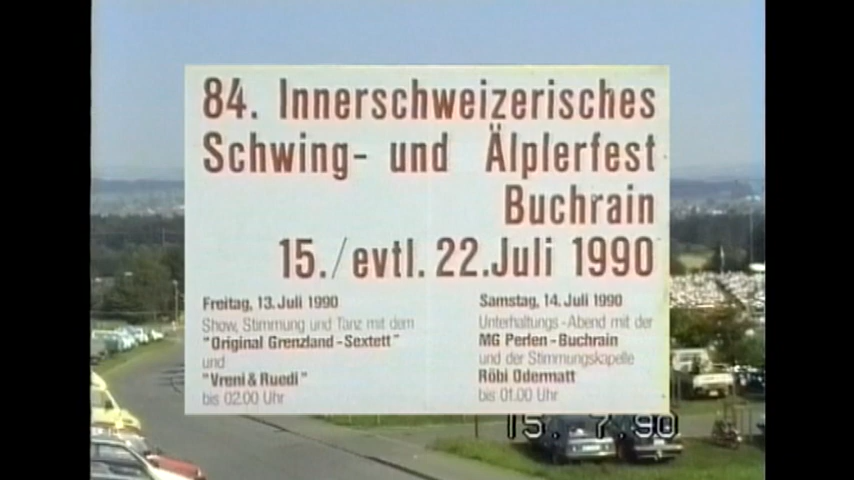 84. Innerschweizerisches
Schwing- und Älplerfest
Buchrain
15./evtl. 22.Juli 1990
Freitag, 13. Juli 1990
Show, Stimmung und Tanz mit dem
"Original Grenzland-Sextett"
und
"Vreni & Ruedi"
bis 02.00 Uhr
Samstag, 14. Juli 1990
Unterhaltungs-Abend mit der
MG Perlen-Buchrain
und der Stimmungskapelle
Röbi Odermatt
bis 01.00 Uhr
15. 7.90